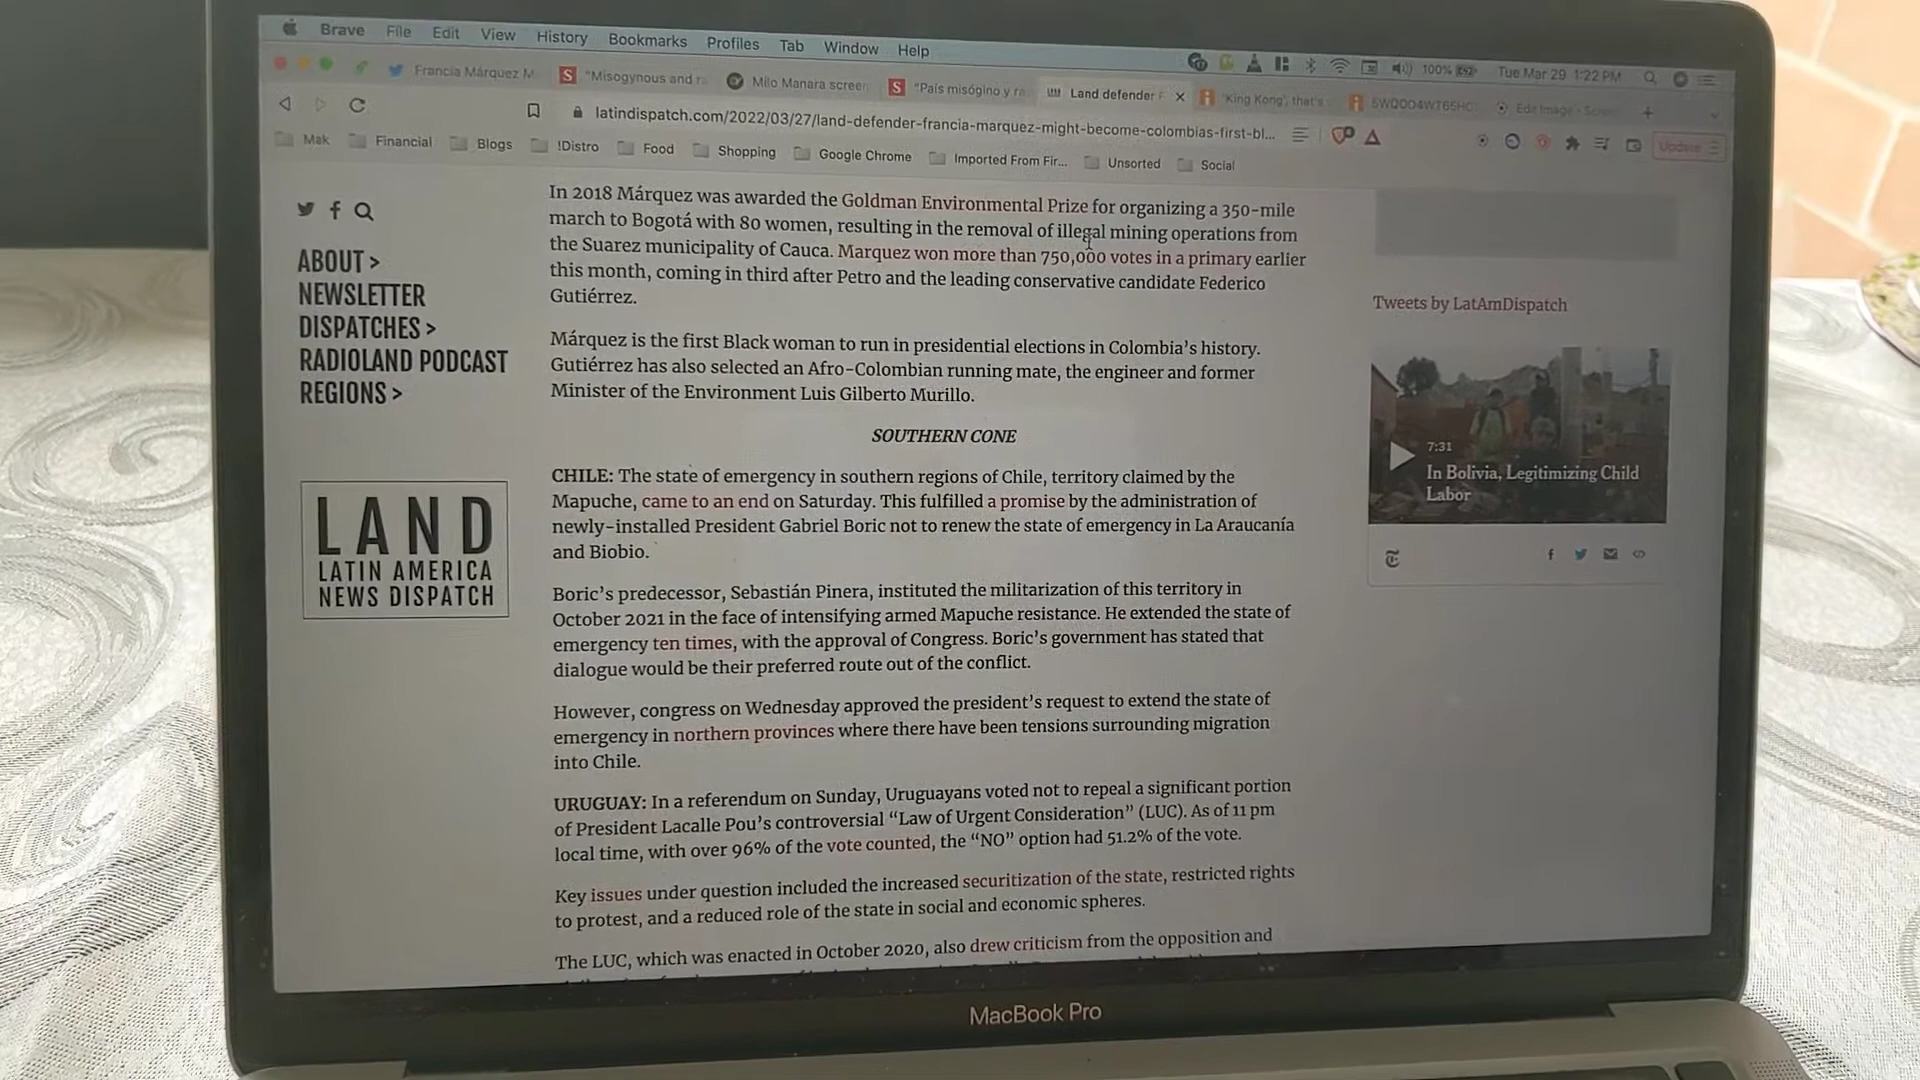 Brave File Edit View History Bookmarks Profiles Tab Window Help
100% Tue Mar 29 1:22 PM
Francia Márquez M
"Misogynous and ra
Milo Manara screen
"País misógino y ra
Land defender F
'King Kong', that's
Edit Image - Scree
latindispatch.com/2022/03/27/land-defender-francia-marquez-might-become-colombias-first-bl...
Update
Mak Financial Blogs !Distro Food Shopping Google Chrome Imported From Fir... Unsorted Social
ABOUT >
NEWSLETTER
DISPATCHES >
RADIOLAND PODCAST
REGIONS >
LAND
LATIN AMERICA
NEWS DISPATCH
In 2018 Márquez was awarded the Goldman Environmental Prize for organizing a 350-mile
march to Bogotá with 80 women, resulting in the removal of illegal mining operations from
the Suarez municipality of Cauca. Marquez won more than 750,000 votes in a primary earlier
this month, coming in third after Petro and the leading conservative candidate Federico
Gutiérrez.
Márquez is the first Black woman to run in presidential elections in Colombia's history.
Gutiérrez has also selected an Afro-Colombian running mate, the engineer and former
Minister of the Environment Luis Gilberto Murillo.
SOUTHERN CONE
CHILE: The state of emergency in southern regions of Chile, territory claimed by the
Mapuche, came to an end on Saturday. This fulfilled a promise by the administration of
newly-installed President Gabriel Boric not to renew the state of emergency in La Araucanía
and Biobio.
Boric's predecessor, Sebastián Pinera, instituted the militarization of this territory in
October 2021 in the face of intensifying armed Mapuche resistance. He extended the state of
emergency ten times, with the approval of Congress. Boric's government has stated that
dialogue would be their preferred route out of the conflict.
However, congress on Wednesday approved the president's request to extend the state of
emergency in northern provinces where there have been tensions surrounding migration
into Chile.
URUGUAY: In a referendum on Sunday, Uruguayans voted not to repeal a significant portion
of President Lacalle Pou's controversial "Law of Urgent Consideration" (LUC). As of 11 pm
local time, with over 96% of the vote counted, the "NO" option had 51.2% of the vote.
Key issues under question included the increased securitization of the state, restricted rights
to protest, and a reduced role of the state in social and economic spheres.
The LUC, which was enacted in October 2020, also drew criticism from the opposition and
Tweets by LatAmDispatch
7:31
In Bolivia, Legitimizing Child
Labor
MacBook Pro